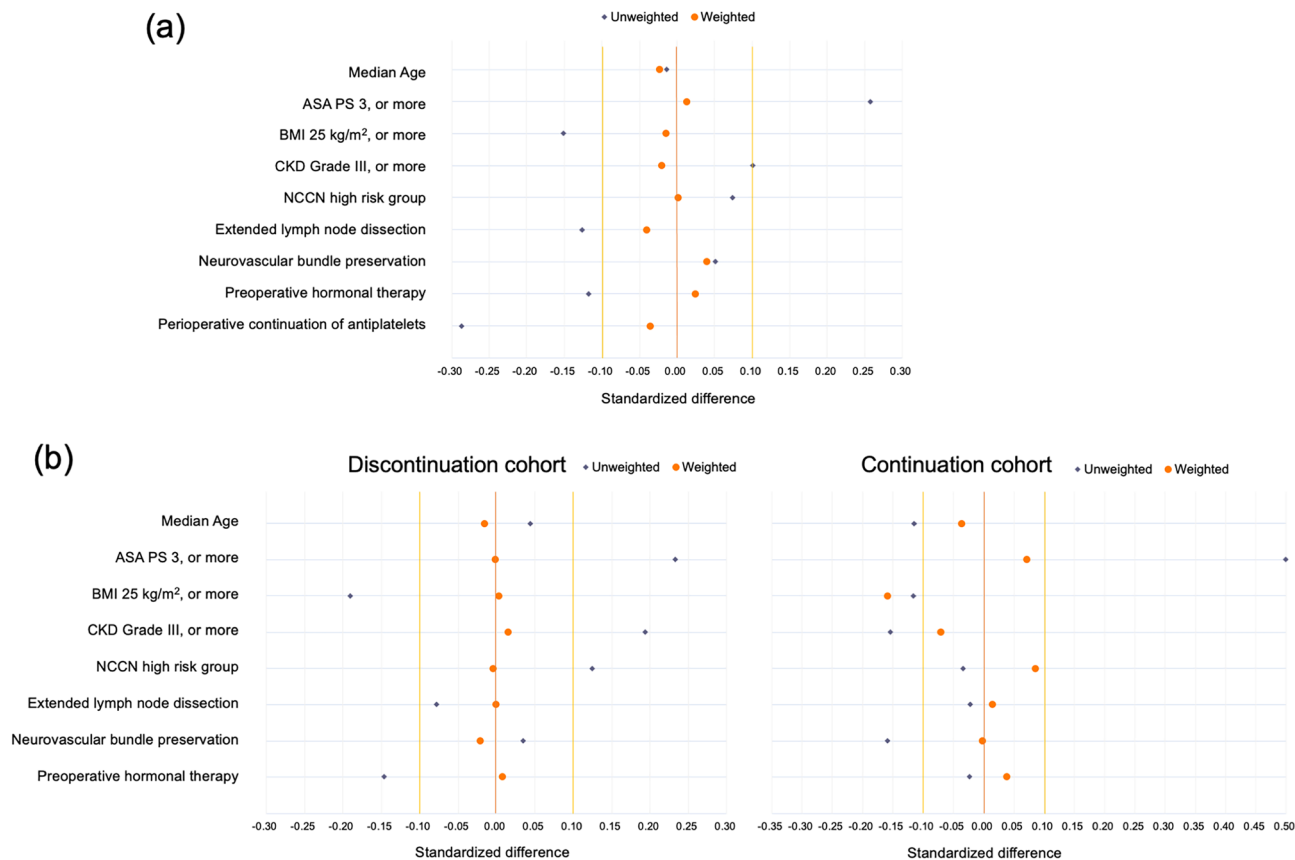 (a)
Unweighted Weighted
Median Age
ASA PS 3, or more
BMI 25 kg/m², or more
CKD Grade III, or more
NCCN high risk group
Extended lymph node dissection
Neurovascular bundle preservation
Preoperative hormonal therapy
Perioperative continuation of antiplatelets
-0.30 -0.25 -0.20 -0.15 -0.10 -0.05 0.00 0.05 0.10 0.15 0.20 0.25 0.30
Standardized difference
(b)
Discontinuation cohort Unweighted Weighted
Continuation cohort Unweighted Weighted
Median Age
ASA PS 3, or more
BMI 25 kg/m², or more
CKD Grade III, or more
NCCN high risk group
Extended lymph node dissection
Neurovascular bundle preservation
Preoperative hormonal therapy
-0.30 -0.25 -0.20 -0.15 -0.10 -0.05 0.00 0.05 0.10 0.15 0.20 0.25 0.30
Standardized difference
-0.35 -0.30 -0.25 -0.20 -0.15 -0.10 -0.05 0.00 0.05 0.10 0.15 0.20 0.25 0.30 0.35 0.40 0.45 0.50
Standardized difference